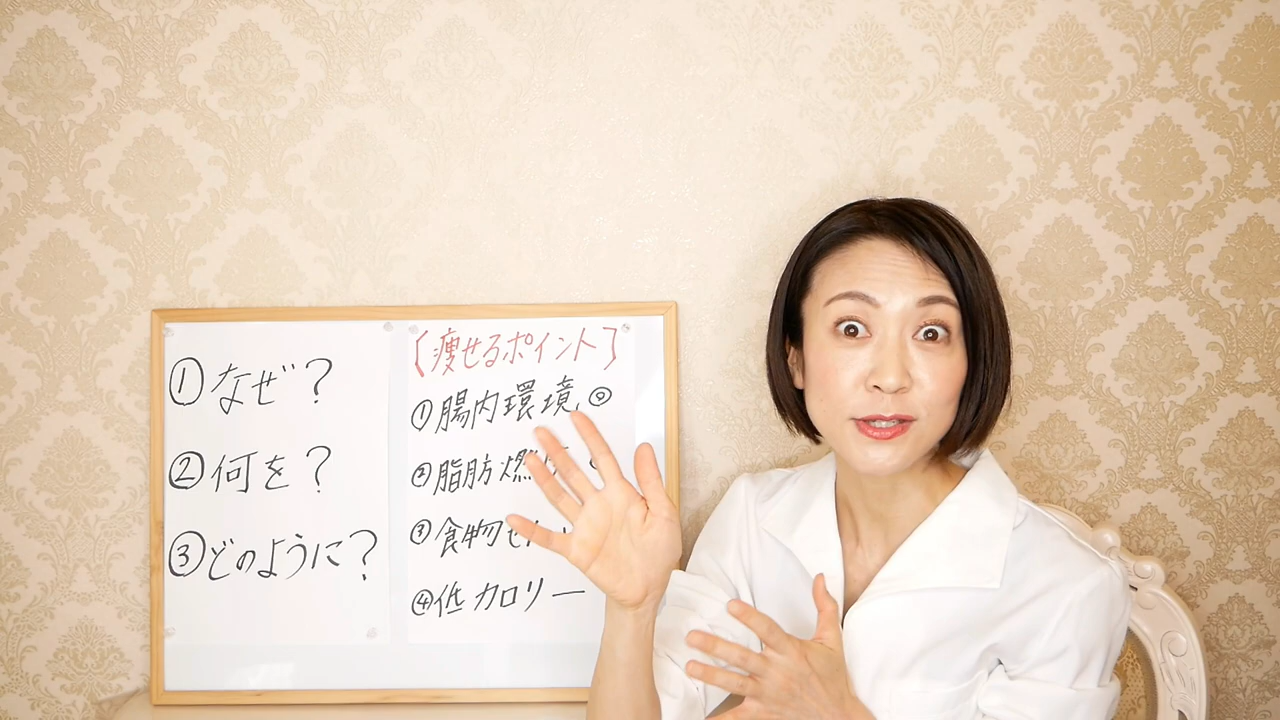 ①なぜ?
②何を?
③どのように?
[痩せるポイント]
①腸内環境◎
②脂肪燃
③食物せ
④低カロリー